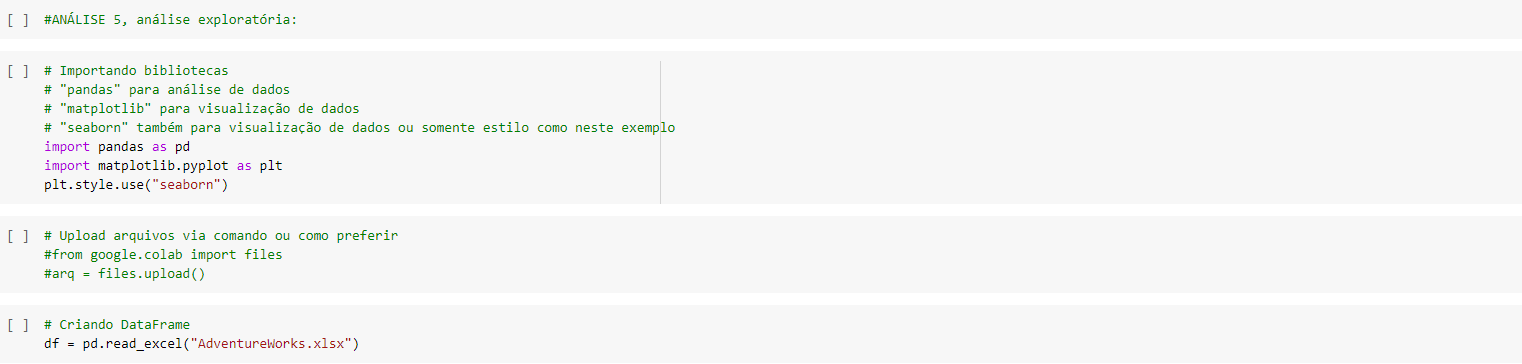 [ ] #ANÁLISE 5, análise exploratória:
[ ] # Importando bibliotecas
# "pandas" para análise de dados
# "matplotlib" para visualização de dados
# "seaborn" também para visualização de dados ou somente estilo como neste exemplo
import pandas as pd
import matplotlib.pyplot as plt
plt.style.use("seaborn")
[ ] # Upload arquivos via comando ou como preferir
#from google.colab import files
#arq = files.upload()
[ ] # Criando DataFrame
df = pd.read_excel("AdventureWorks.xlsx")